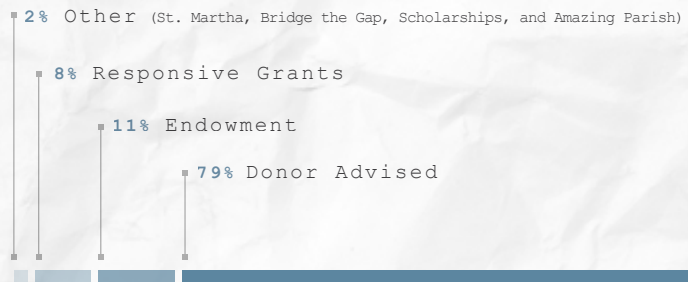 2% Other (St. Martha, Bridge the Gap, Scholarships, and Amazing Parish)
8% Responsive Grants
11% Endowment
79% Donor Advised